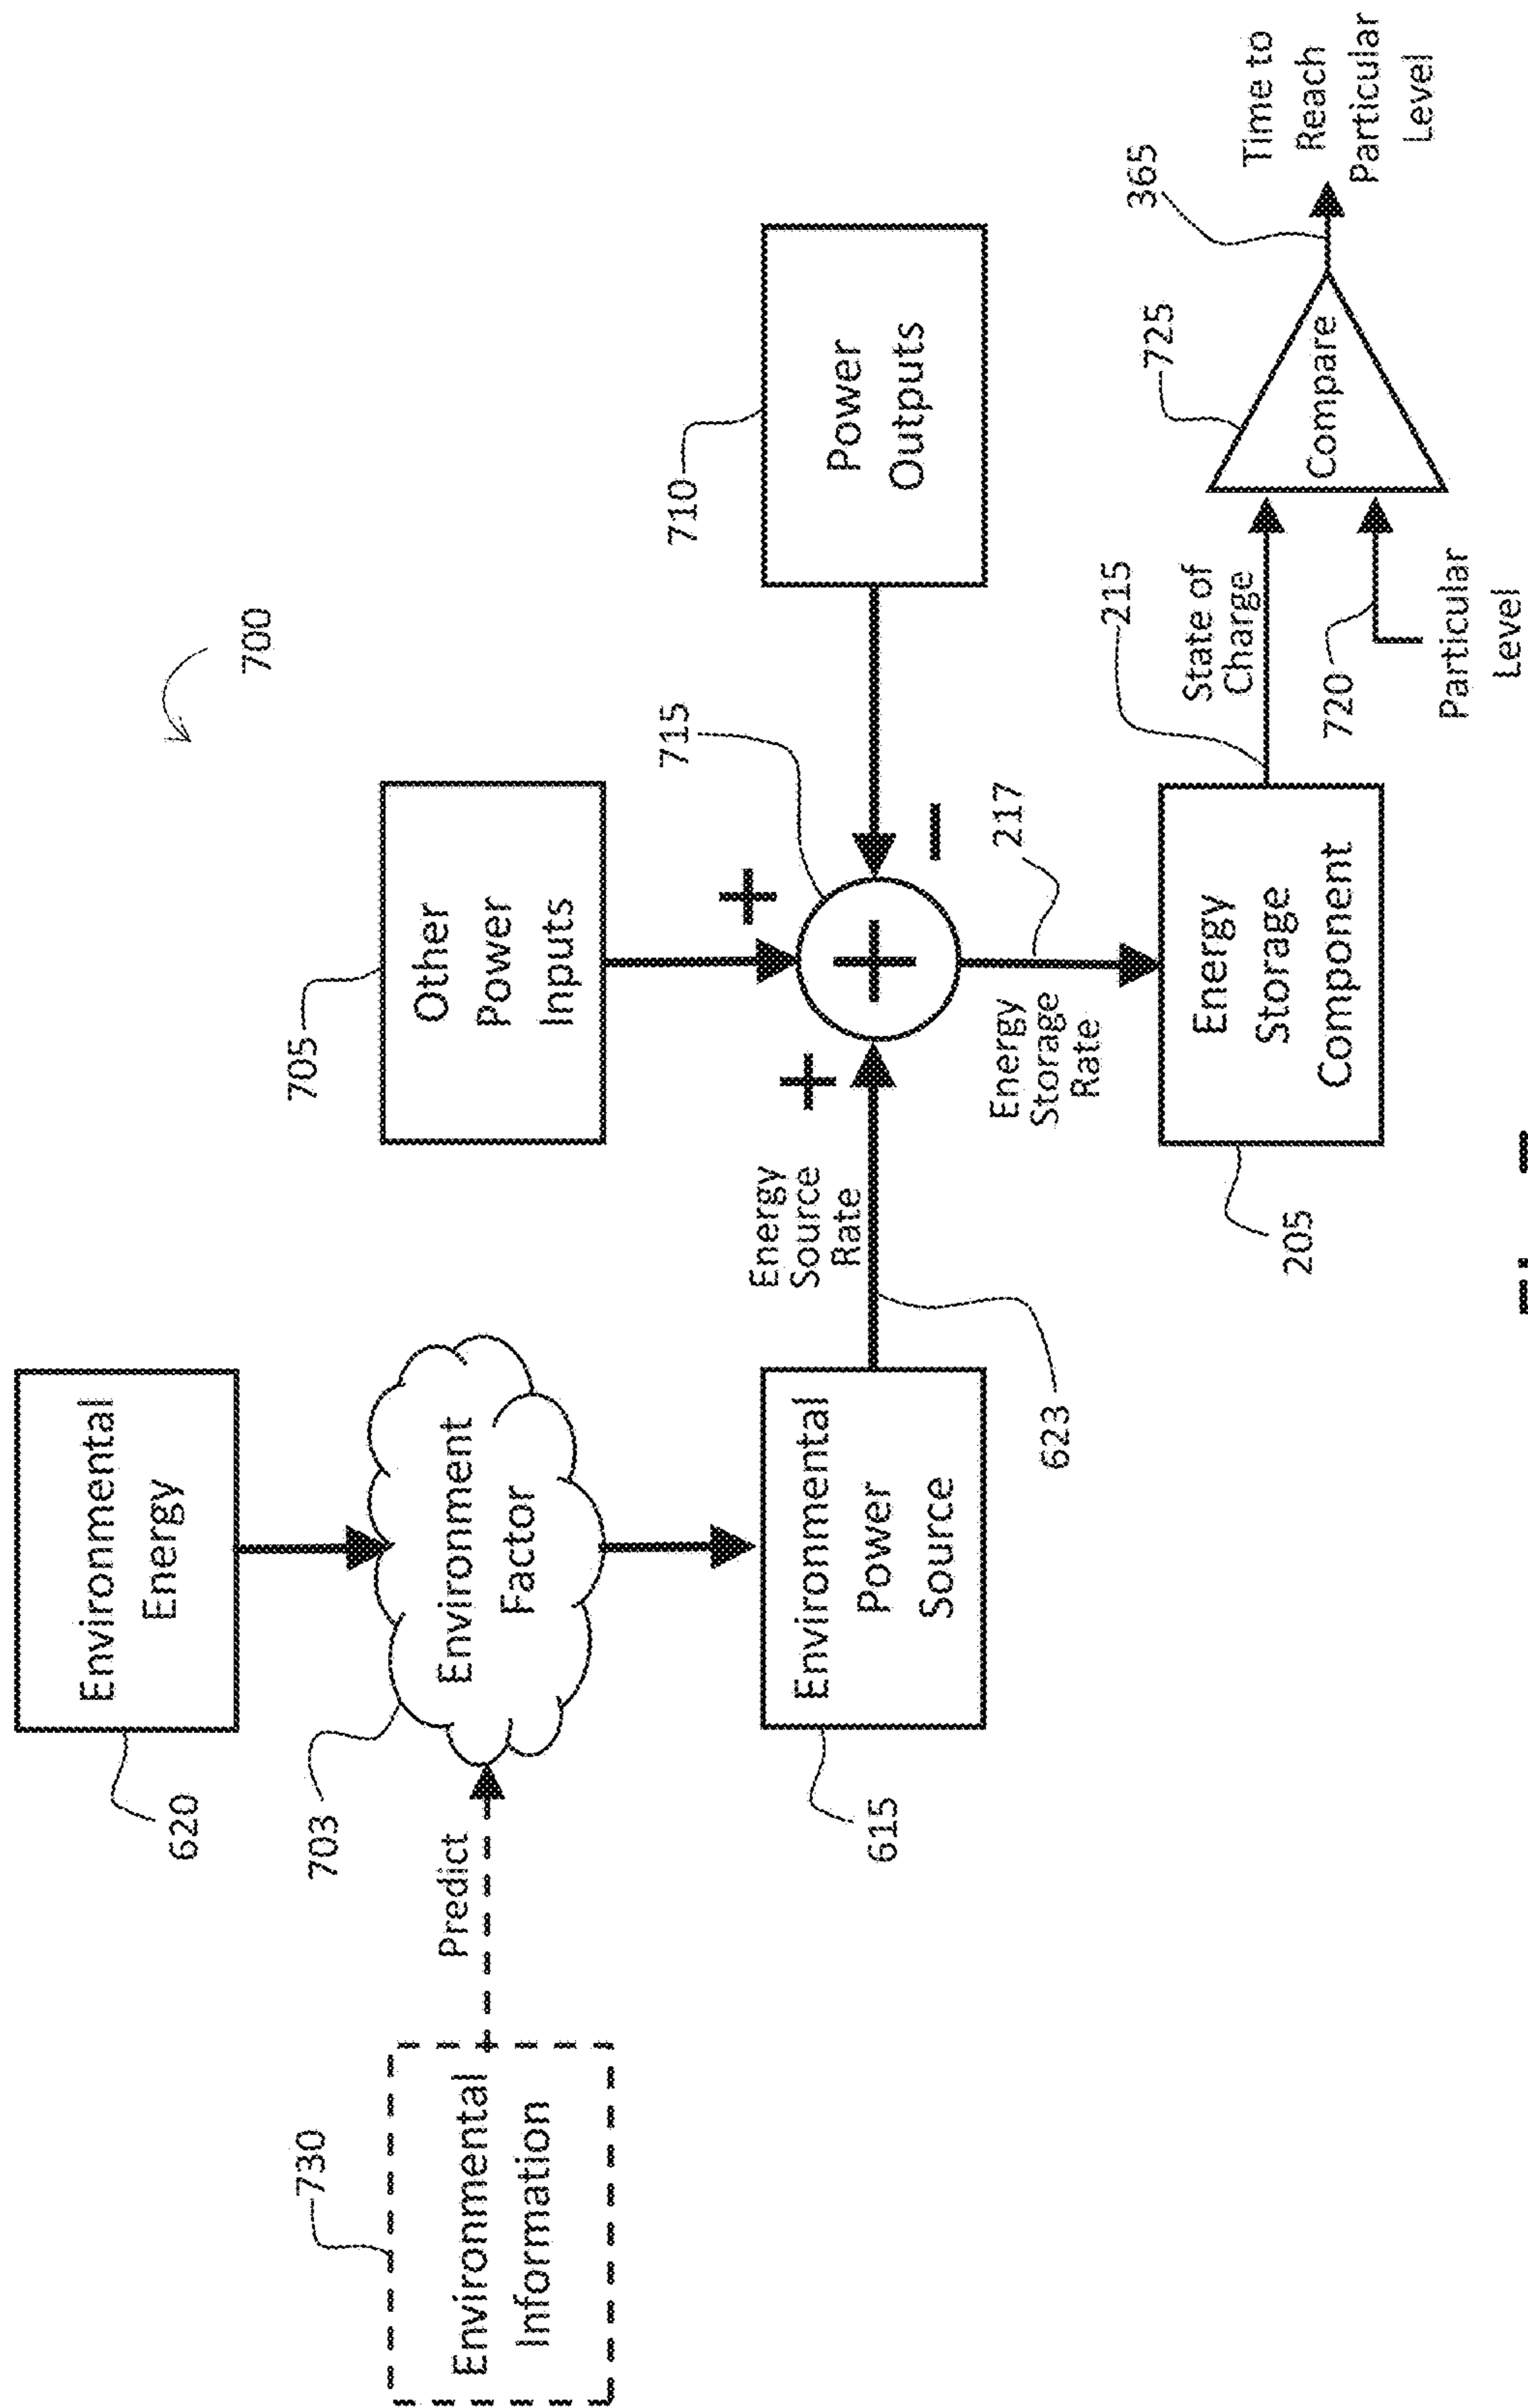 700
620
Environmental
Energy
730
Environmental
Information
Predict
703
Environment
Factor
615
Environmental
Power
Source
623
Energy
Source
Rate
705
Other
Power
Inputs
+
+
+
−
715
710
Power
Outputs
217
Energy
Storage
Rate
205
Energy
Storage
Component
215
State of
Charge
720
Particular
Level
725
Compare
365
Time to
Reach
Particular
Level